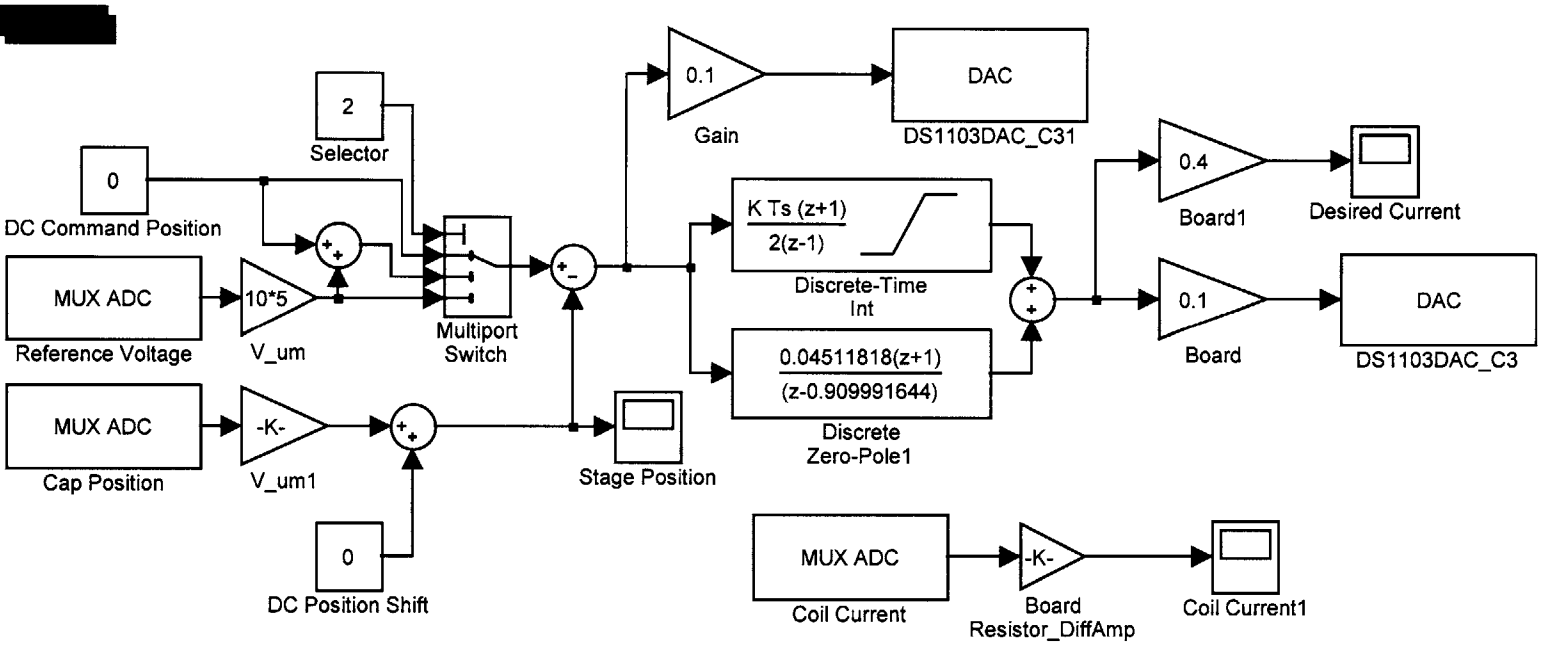 0.1
Gain
DAC
DS1103DAC_C31
2
Selector
0
DC Command Position
+
+
MUX ADC
Reference Voltage
10*5
V_um
Multiport
Switch
+
-
K Ts (z+1)
2(z-1)
Discrete-Time
Int
0.04511818(z+1)
(z-0.909991644)
Discrete
Zero-Pole1
+
+
0.4
Board1
Desired Current
0.1
Board
DAC
DS1103DAC_C3
MUX ADC
Cap Position
-K-
V_um1
+
+
Stage Position
0
DC Position Shift
MUX ADC
Coil Current
-K-
Board
Resistor_DiffAmp
Coil Current1